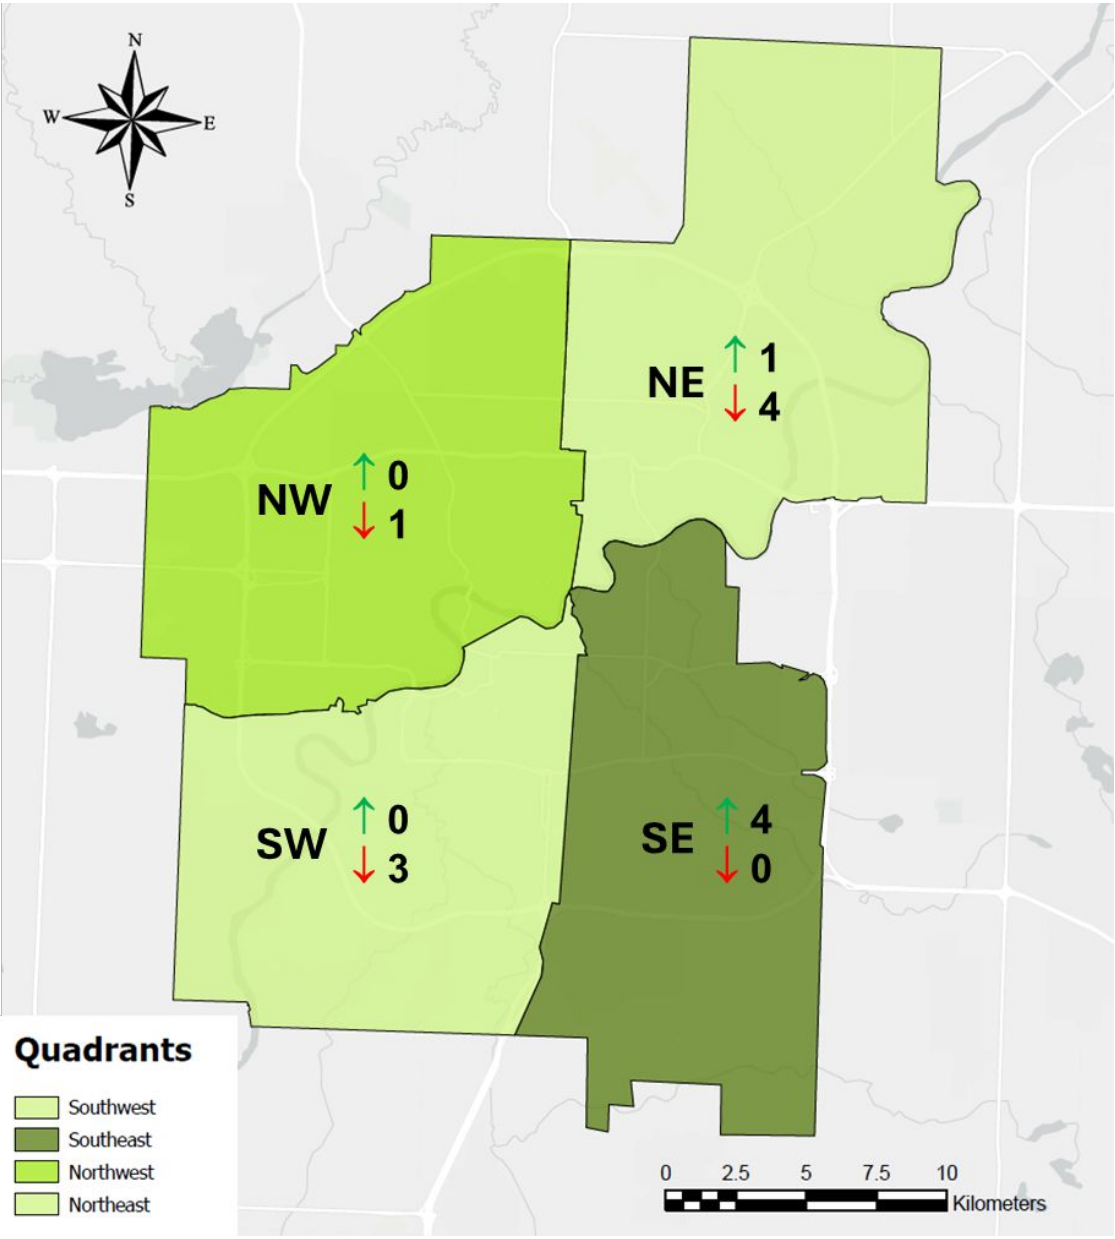 N
W E
S
NE ↑ 1
↓ 4
NW ↑ 0
↓ 1
SW ↑ 0
↓ 3
SE ↑ 4
↓ 0
Quadrants
Southwest
Southeast
Northwest
Northeast
0 2.5 5 7.5 10
Kilometers